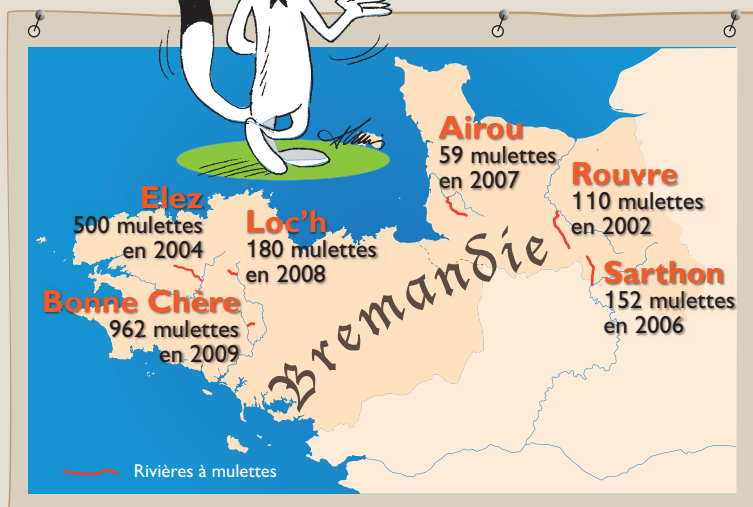 Airou
59 mulettes
en 2007
Rouvre
110 mulettes
en 2002
Elez
500 mulettes
en 2004
Loc’h
180 mulettes
en 2008
Sarthon
152 mulettes
en 2006
Bonne Chère
962 mulettes
en 2009
Bremandie
Rivières à mulettes